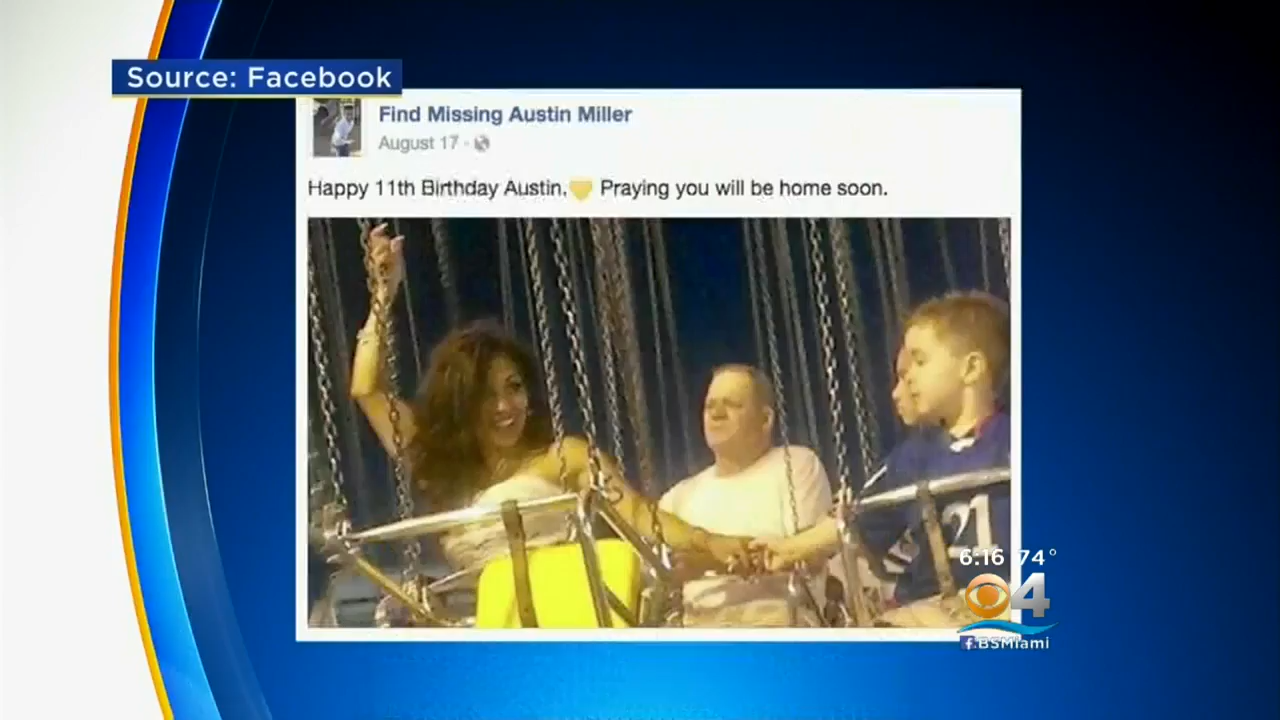 Source: Facebook
Find Missing Austin Miller
August 17
Happy 11th Birthday Austin. 💛 Praying you will be home soon.
21
6:16 74°
4
BSMiami